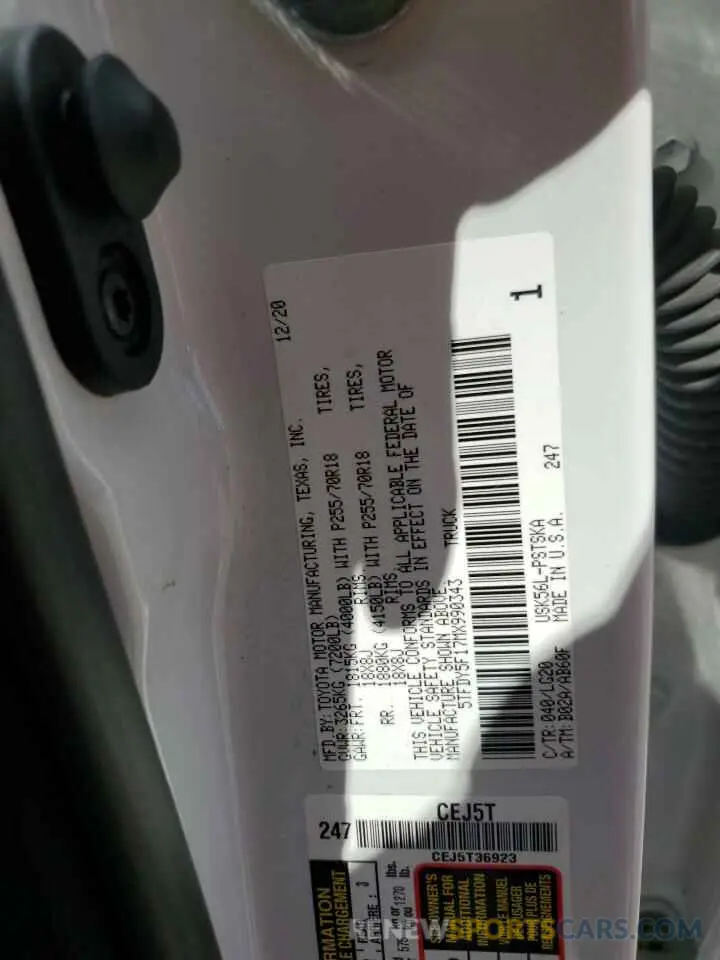 MFD BY: TOYOTA MOTOR MANUFACTURING, TEXAS, INC. 12/20
GVWR: 3265KG (7200LB)
GAWR: FRT. 1815KG (4000LB) WITH P255/70R18 TIRES,
18X8J RIMS
RR. 1880KG (4150LB) WITH P255/70R18 TIRES,
18X8J RIMS
THIS VEHICLE CONFORMS TO ALL APPLICABLE FEDERAL MOTOR
VEHICLE SAFETY STANDARDS IN EFFECT ON THE DATE OF
MANUFACTURE SHOWN ABOVE.
5TFDY5F17MX990343 TRUCK
1
C/TR: 040/LG20 USK56L-PSTSKA 247
A/TM: B02A/AB60F MADE IN U.S.A.
247 CEJ5T
CEJ5T36923
RENEWSPORTSCARS.COM